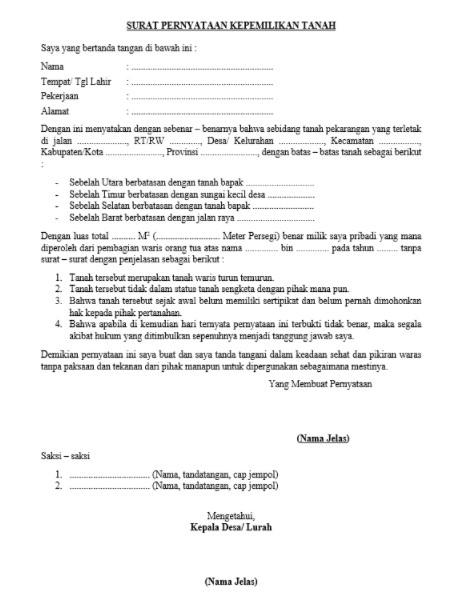 SURAT PERNYATAAN KEPEMILIKAN TANAH
Saya yang bertanda tangan di bawah ini :
Nama : ......................................................
Tempat/ Tgl Lahir : ......................................................
Pekerjaan : ......................................................
Alamat : ......................................................
Dengan ini menyatakan dengan sebenar – benarnya bahwa sebidang tanah pekarangan yang terletak
di jalan ..................., RT/RW ............, Desa/ Kelurahan .................., Kecamatan ................,
Kabupaten/Kota ......................, Provinsi ......................, dengan batas – batas tanah sebagai berikut
:
- Sebelah Utara berbatasan dengan tanah bapak ..........................
- Sebelah Timur berbatasan dengan sungai kecil desa ..................
- Sebelah Selatan berbatasan dengan tanah bapak .......................
- Sebelah Barat berbatasan dengan jalan raya ..............................
Dengan luas total .......... M² (......................... Meter Persegi) benar milik saya pribadi yang mana
diperoleh dari pembagian waris orang tua atas nama ............. bin ............ pada tahun ......... tanpa
surat – surat dengan penjelasan sebagai berikut :
1. Tanah tersebut merupakan tanah waris turun temurun.
2. Tanah tersebut tidak dalam status tanah sengketa dengan pihak mana pun.
3. Bahwa tanah tersebut sejak awal belum memiliki sertipikat dan belum pernah dimohonkan
hak kepada pihak pertanahan.
4. Bahwa apabila di kemudian hari ternyata pernyataan ini terbukti tidak benar, maka segala
akibat hukum yang ditimbulkan sepenuhnya menjadi tanggung jawab saya.
Demikian pernyataan ini saya buat dan saya tanda tangani dalam keadaan sehat dan pikiran waras
tanpa paksaan dan tekanan dari pihak manapun untuk dipergunakan sebagaimana mestinya.
Yang Membuat Pernyataan
(Nama Jelas)
Saksi – saksi
1. ............................... (Nama, tandatangan, cap jempol)
2. ............................... (Nama, tandatangan, cap jempol)
Mengetahui,
Kepala Desa/ Lurah
(Nama Jelas)